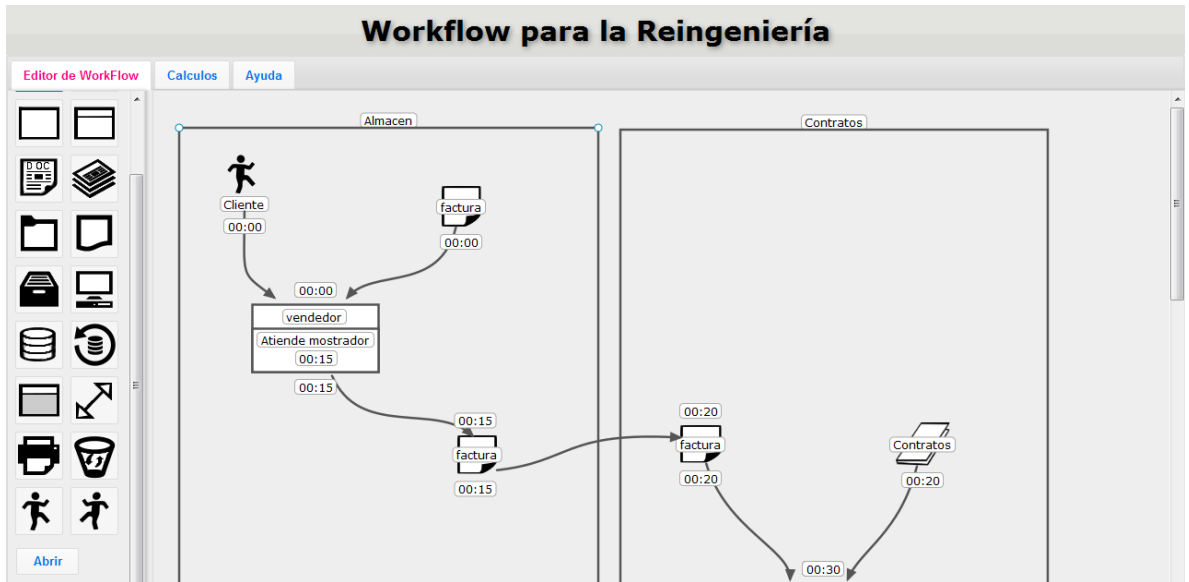 Workflow para la Reingeniería
Editor de WorkFlow
Calculos
Ayuda
DOC
Abrir
Almacen
Cliente
00:00
factura
00:00
00:00
vendedor
Atiende mostrador
00:15
00:15
00:15
factura
00:15
Contratos
00:20
factura
00:20
Contratos
00:20
00:30